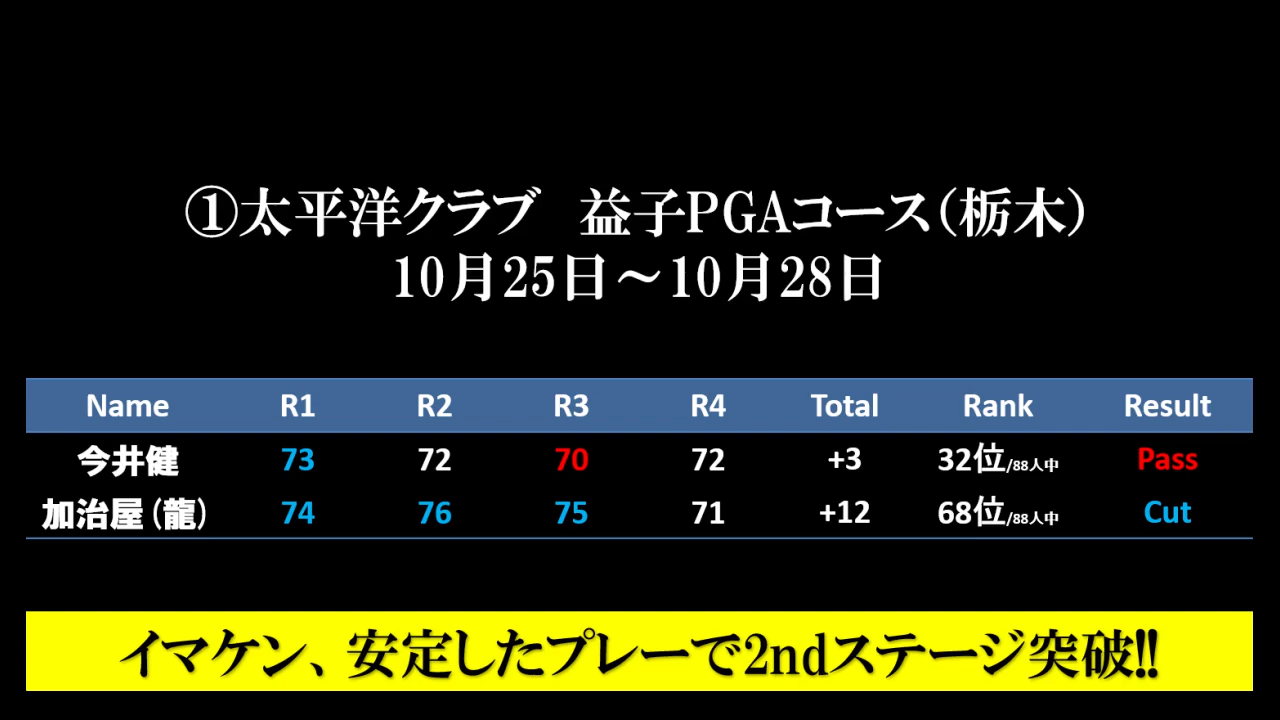 ①太平洋クラブ　益子PGAコース（栃木）
10月25日～10月28日
Name R1 R2 R3 R4 Total Rank Result
今井健 73 72 70 72 +3 32位/88人中 Pass
加治屋(龍) 74 76 75 71 +12 68位/88人中 Cut
イマケン、安定したプレーで2ndステージ突破!!